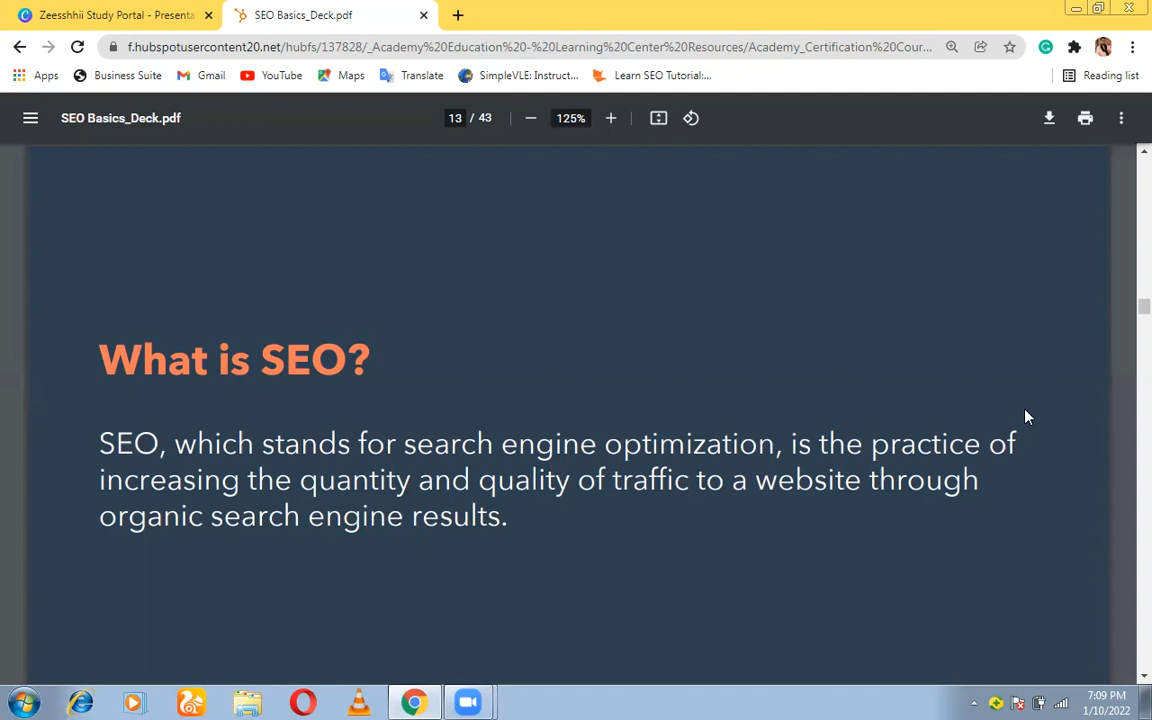 Zeesshhii Study Portal - Presenta
SEO Basics_Deck.pdf
f.hubspotusercontent20.net/hubfs/137828/_Academy%20Education%20-%20Learning%20Center%20Resources/Academy_Certification%20Cour...
Apps
Business Suite
Gmail
YouTube
Maps
Translate
SimpleVLE: Instruct...
Learn SEO Tutorial:...
Reading list
SEO Basics_Deck.pdf
13 / 43
125%
What is SEO?
SEO, which stands for search engine optimization, is the practice of
increasing the quantity and quality of traffic to a website through
organic search engine results.
7:09 PM
1/10/2022